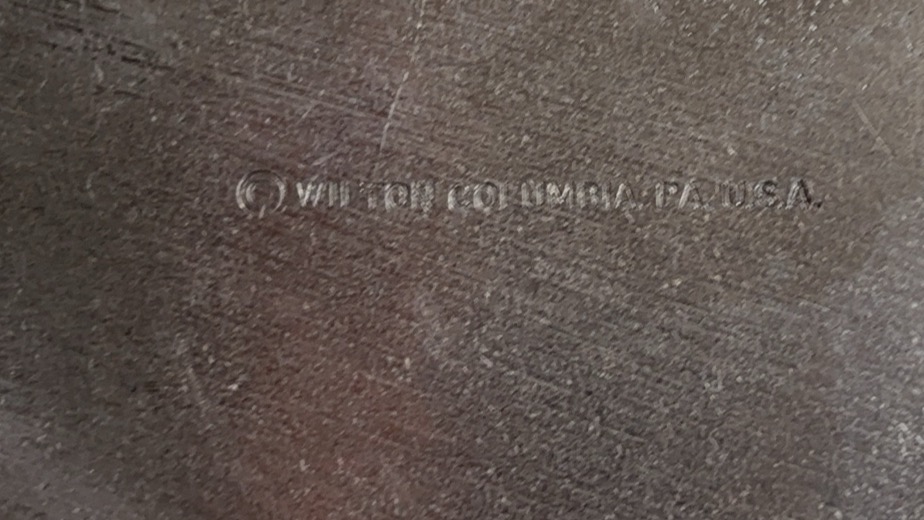 © WILTON COLUMBIA, PA. U.S.A.